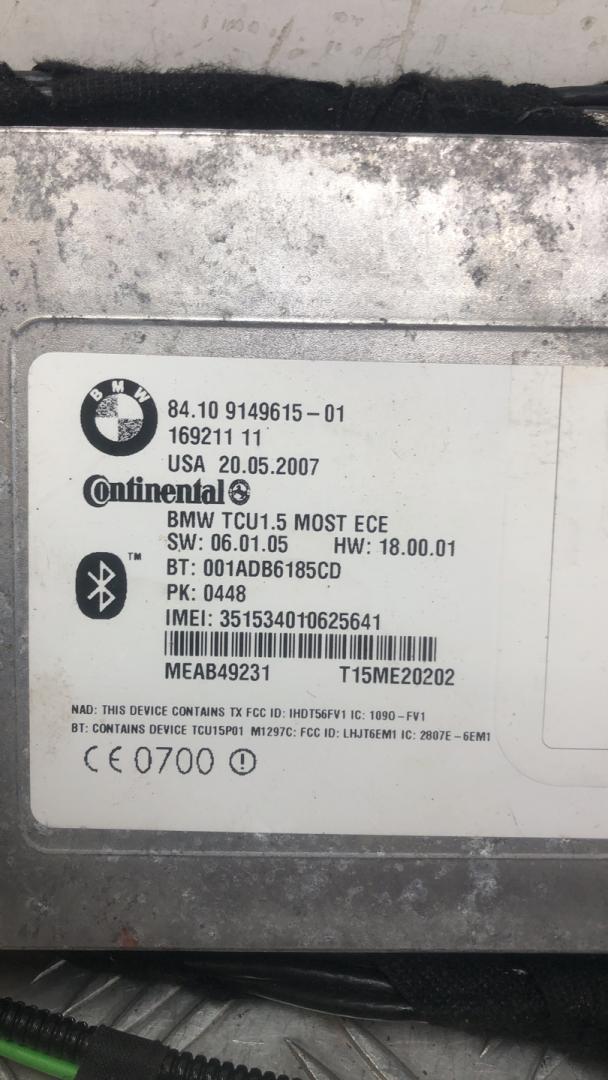 BMW
84.10 9149615-01
169211 11
USA 20.05.2007
Continental
BMW TCU1.5 MOST ECE
SW: 06.01.05 HW: 18.00.01
™ BT: 001ADB6185CD
PK: 0448
IMEI: 351534010625641
MEAB49231 T15ME20202
NAD: THIS DEVICE CONTAINS TX FCC ID: IHDT56FV1 IC: 1090-FV1
BT: CONTAINS DEVICE TCU15P01 M1297C: FCC ID: LHJT6EM1 IC: 2807E-6EM1
CE 0700